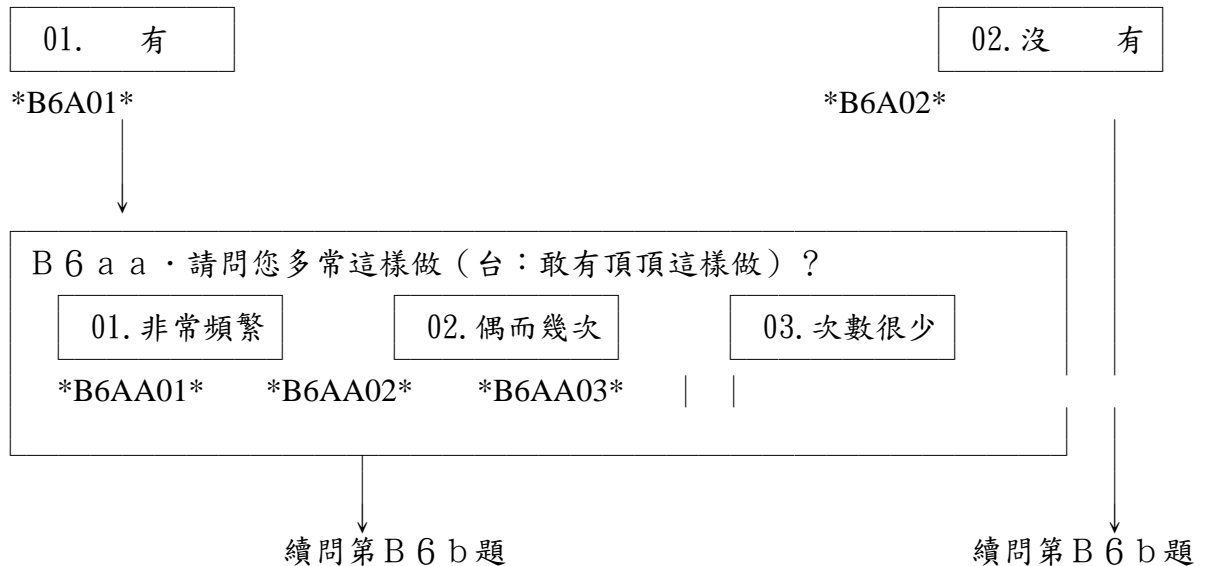 01. 有 02.沒 有
*B6A01* *B6A02*
B6aa.請問您多常這樣做(台:敢有頂頂這樣做)?
01.非常頻繁 02.偶而幾次 03.次數很少
*B6AA01* *B6AA02* *B6AA03*
續問第B6b題 續問第B6b題